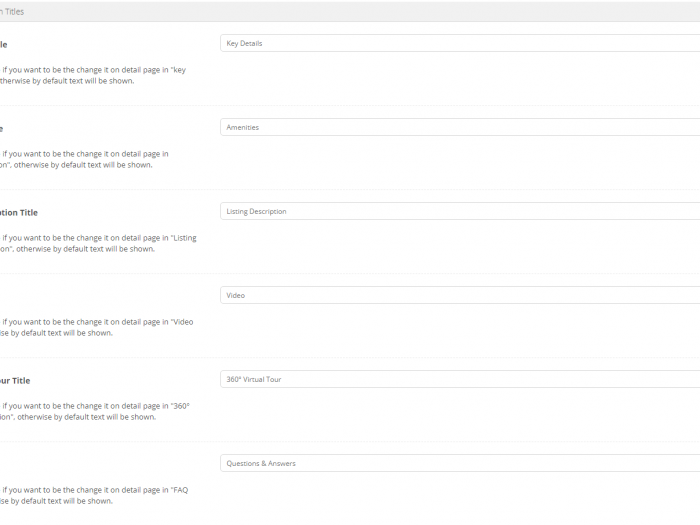 n Titles
le
Key Details
if you want to be the change it on detail page in "key
therwise by default text will be shown.
e
Amenities
if you want to be the change it on detail page in
on", otherwise by default text will be shown.
tion Title
Listing Description
if you want to be the change it on detail page in "Listing
on", otherwise by default text will be shown.
Video
if you want to be the change it on detail page in "Video
ise by default text will be shown.
ur Title
360° Virtual Tour
if you want to be the change it on detail page in "360°
ion", otherwise by default text will be shown.
Questions & Answers
if you want to be the change it on detail page in "FAQ
ise by default text will be shown.